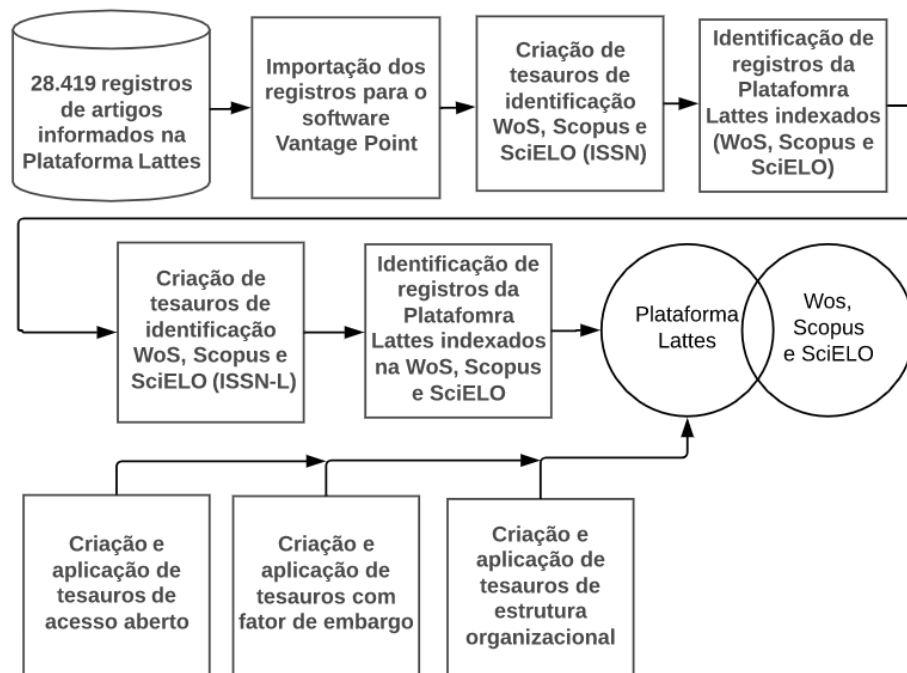 28.419 registros
de artigos
informados na
Plataforma Lattes
Importação dos
registros para o
software
Vantage Point
Criação de
tesauros de
identificação
WoS, Scopus e
SciELO (ISSN)
Identificação de
registros da
Platafomra
Lattes indexados
(WoS, Scopus e
SciELO)
Criação de
tesauros de
identificação
WoS, Scopus e
SciELO (ISSN-L)
Identificação de
registros da
Platafomra
Lattes indexados
na WoS, Scopus
e SciELO
Plataforma
Lattes
Wos,
Scopus
e SciELO
Criação e
aplicação de
tesauros de
acesso aberto
Criação e
aplicação de
tesauros com
fator de embargo
Criação e
aplicação de
tesauros de
estrutura
organizacional